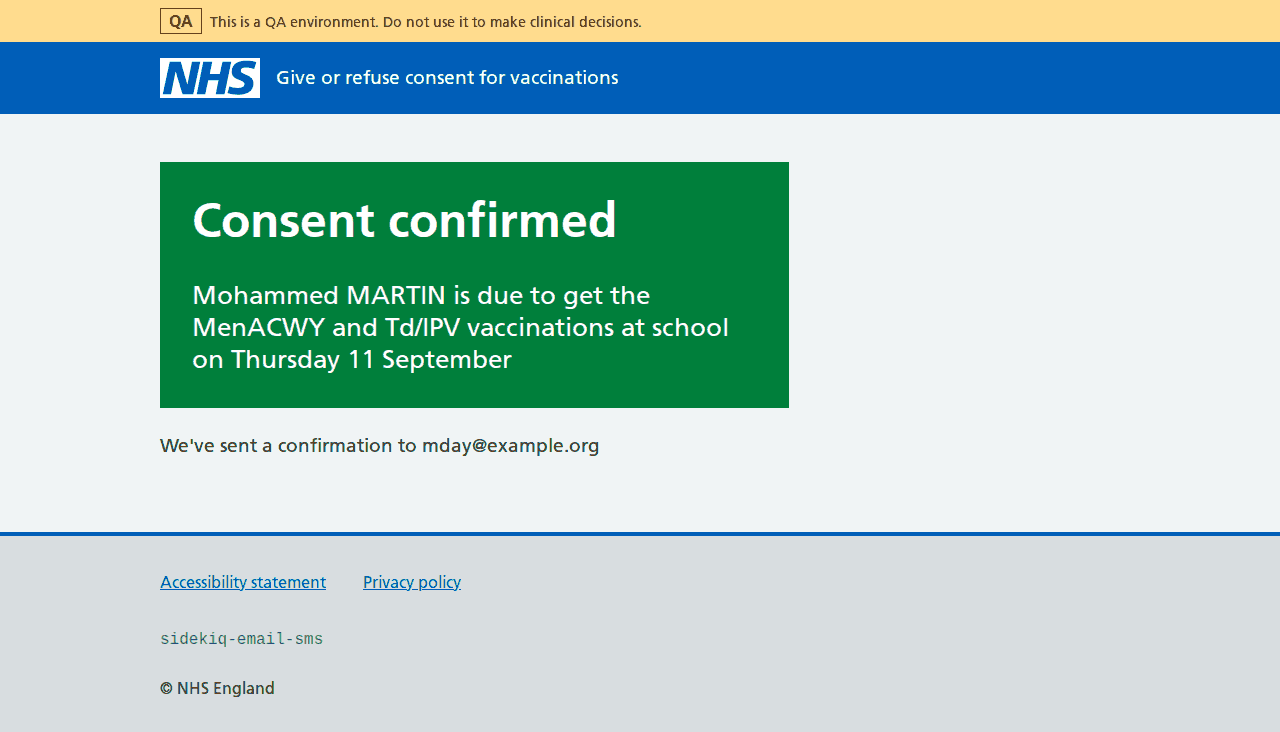 QA This is a QA environment. Do not use it to make clinical decisions.
NHS Give or refuse consent for vaccinations
Consent confirmed
Mohammed MARTIN is due to get the
MenACWY and Td/IPV vaccinations at school
on Thursday 11 September
We've sent a confirmation to mday@example.org
Accessibility statement Privacy policy
sidekiq-email-sms
© NHS England